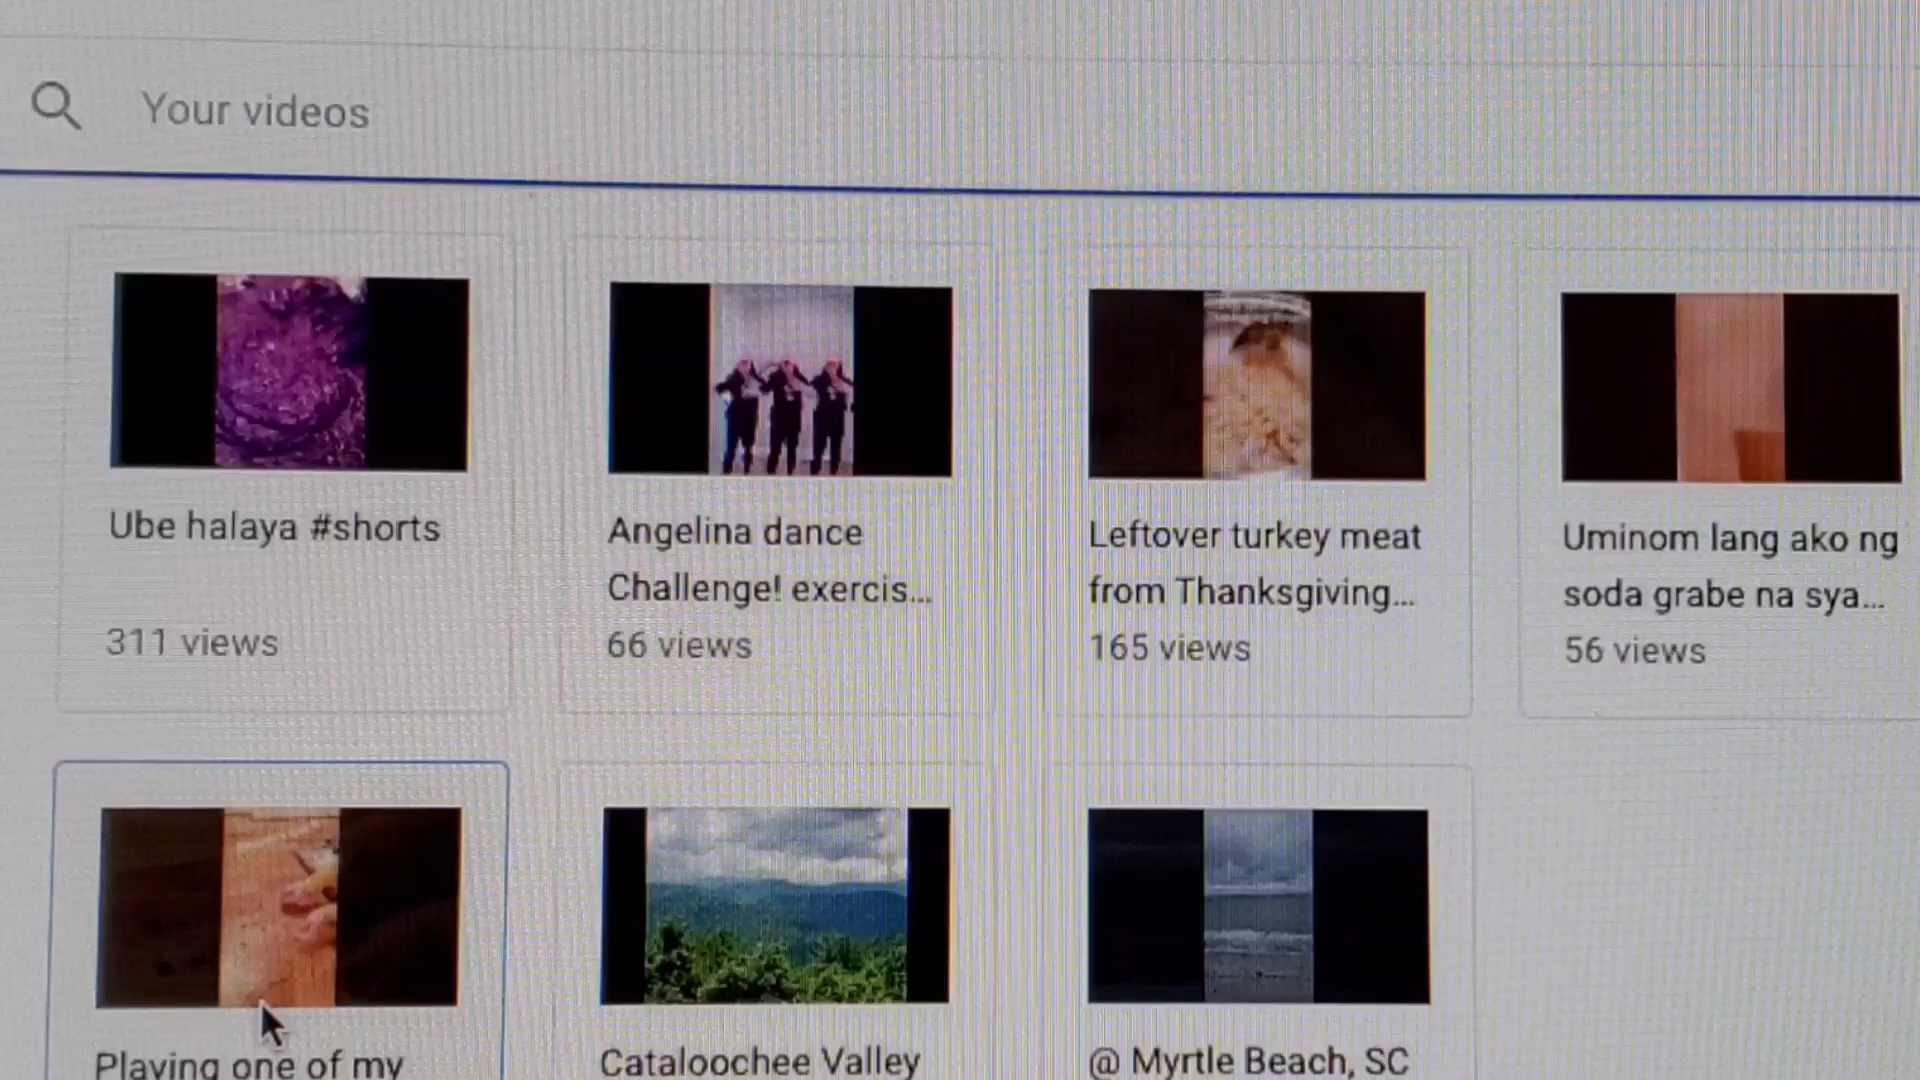 Your videos
Ube halaya #shorts
311 views
Angelina dance
Challenge! exercis...
66 views
Leftover turkey meat
from Thanksgiving...
165 views
Uminom lang ako ng
soda grabe na sya...
56 views
Playing one of my
Cataloochee Valley
@ Myrtle Beach, SC